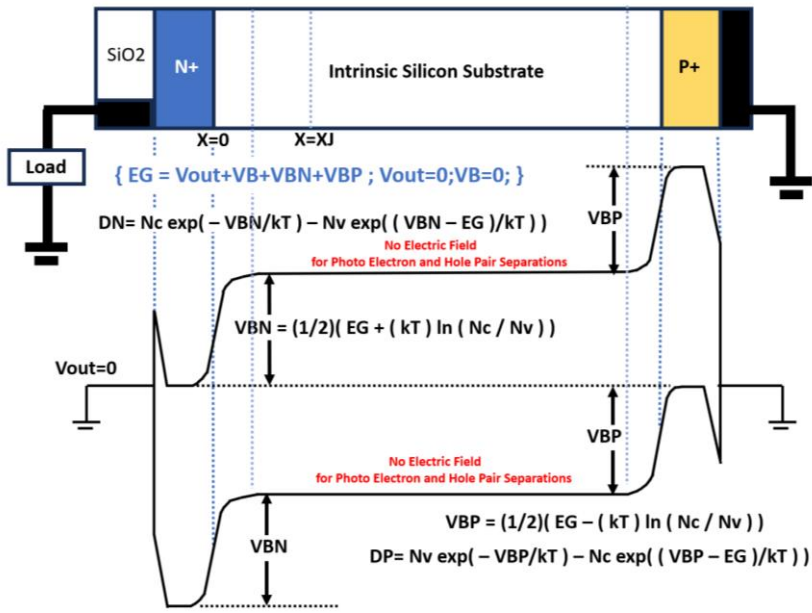 SiO2
N+
Intrinsic Silicon Substrate
P+
X=0
X=XJ
Load
{ EG = Vout+VB+VBN+VBP ; Vout=0;VB=0; }
DN= Nc exp( – VBN/kT ) – Nv exp( ( VBN – EG )/kT ) )
VBP
No Electric Field
for Photo Electron and Hole Pair Separations
VBN = (1/2)( EG + ( kT ) ln ( Nc / Nv ) )
Vout=0
VBP
No Electric Field
for Photo Electron and Hole Pair Separations
VBP = (1/2)( EG – ( kT ) ln ( Nc / Nv ) )
VBN
DP= Nv exp( – VBP/kT ) – Nc exp( ( VBP – EG )/kT ) )